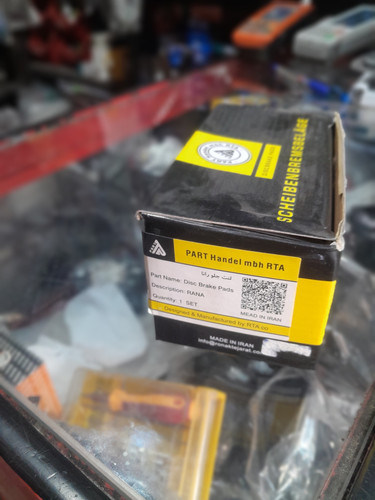 SCHEIBENBREMSBELÄGE
PART Handel mbh RTA
لنت جلو رانا
Part Name: Disc Brake Pads
Description: RANA
Quantity: 1 SET
MEAD IN IRAN
Designed & Manufactured by RTA co.
MADE IN IRAN